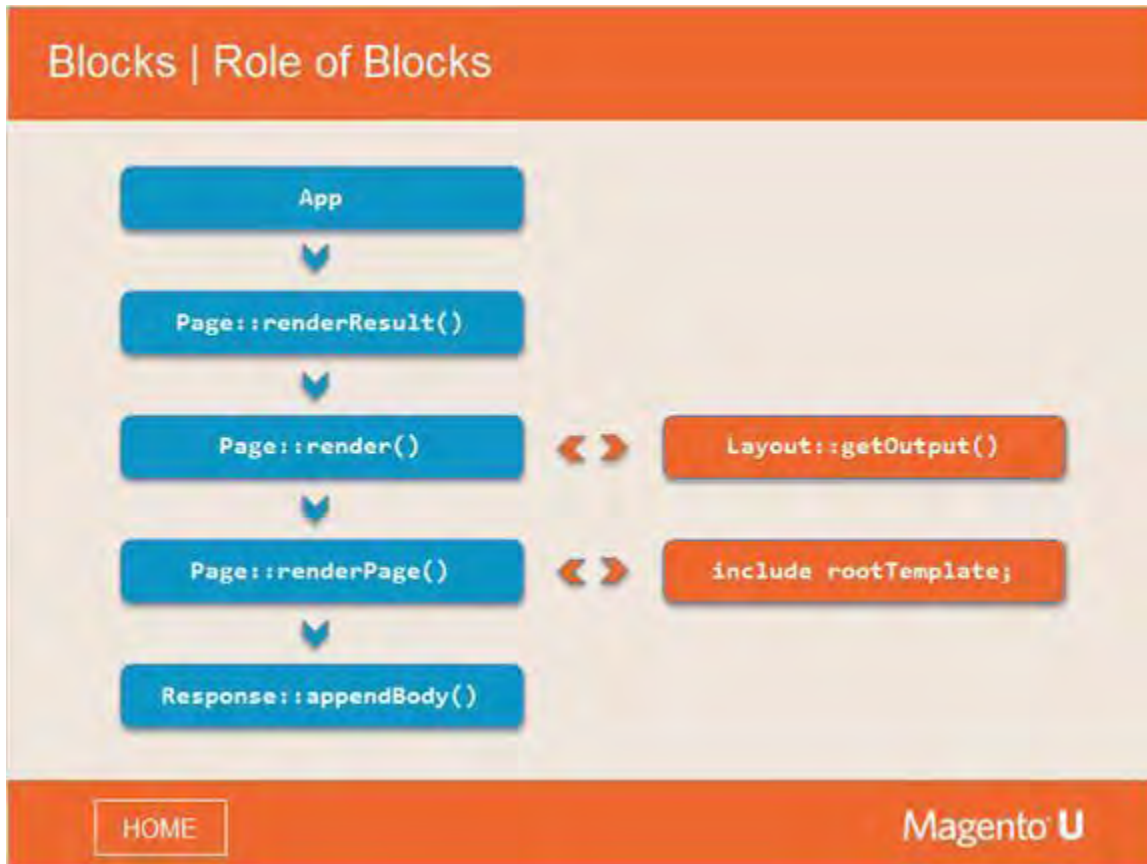 Blocks | Role of Blocks
App
Page::renderResult()
Page::render()
Layout::getOutput()
Page::renderPage()
include rootTemplate;
Response::appendBody()
HOME
Magento U